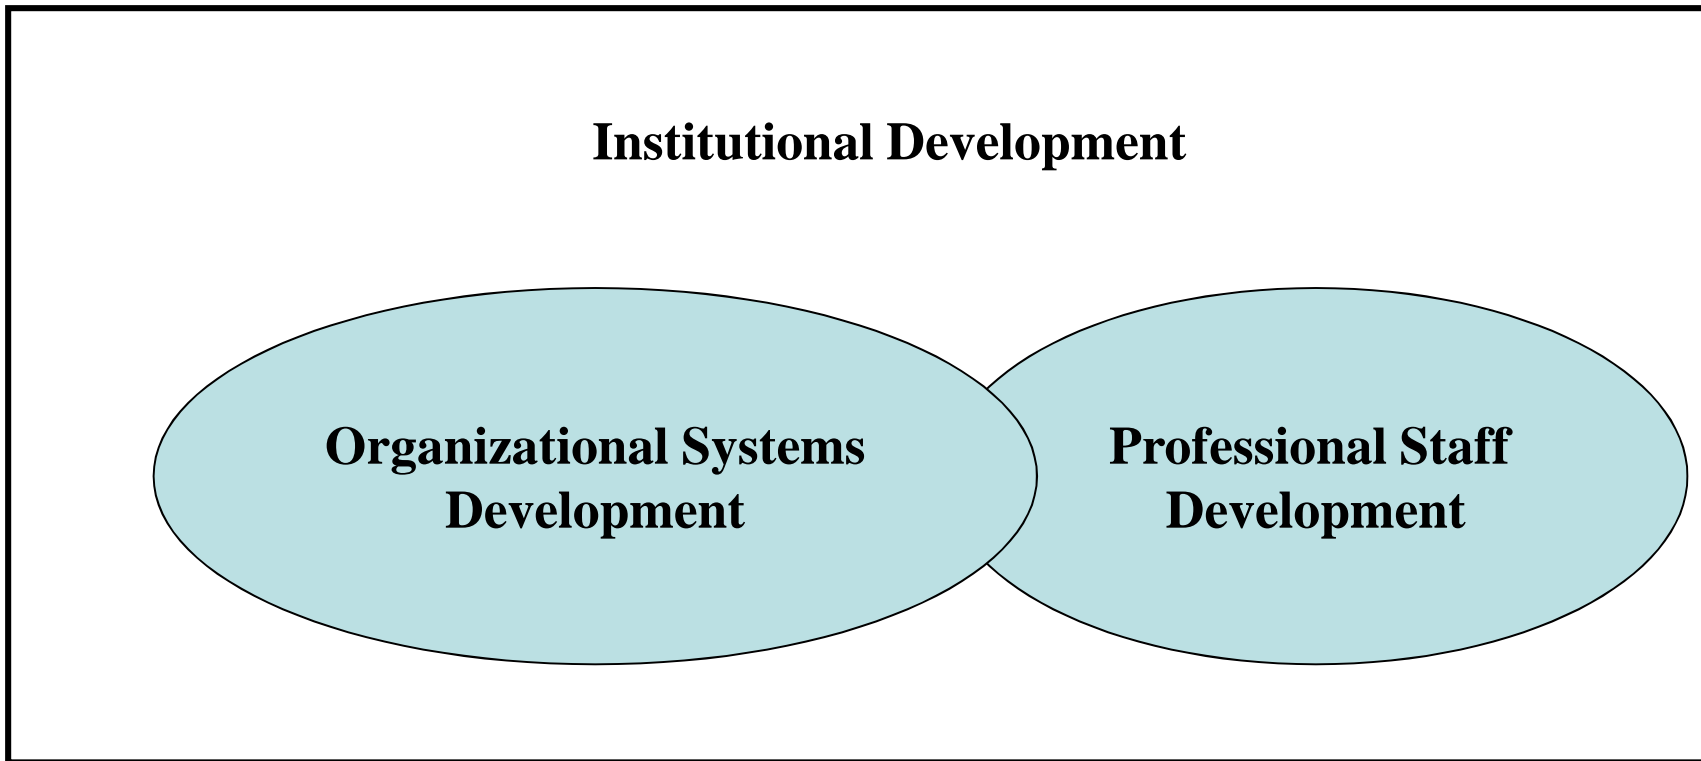 Institutional Development
Organizational Systems
Development
Professional Staff
Development